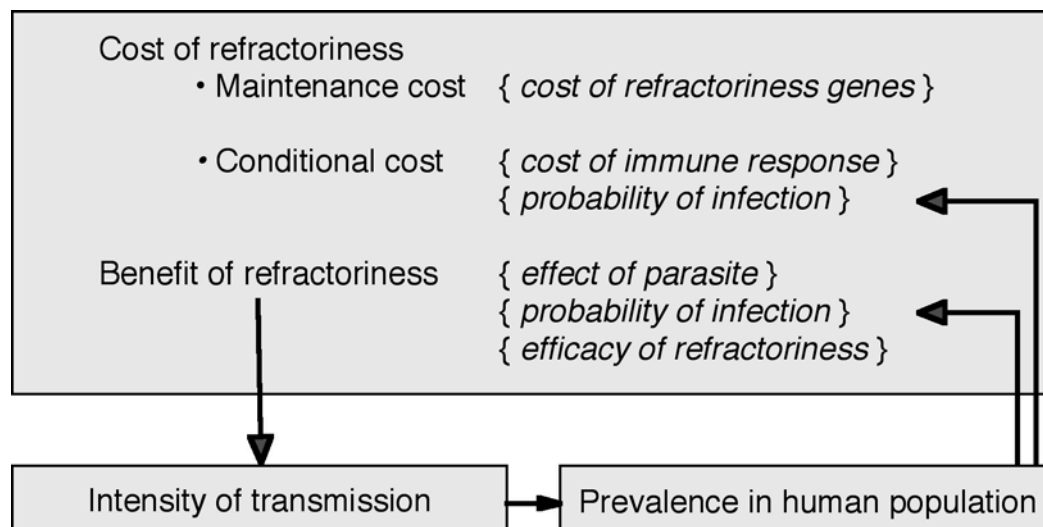 Cost of refractoriness
• Maintenance cost { cost of refractoriness genes }
• Conditional cost { cost of immune response }
{ probability of infection }
Benefit of refractoriness { effect of parasite }
{ probability of infection }
{ efficacy of refractoriness }
Intensity of transmission
Prevalence in human population